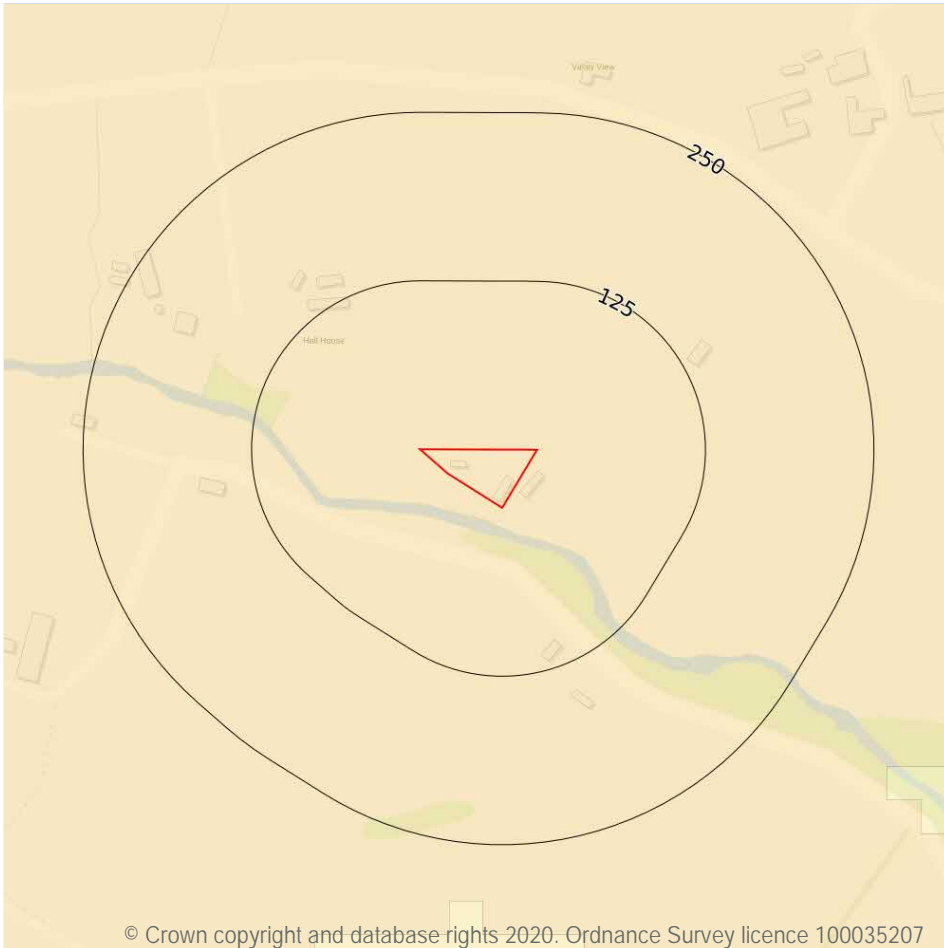 Valley View
250
125
Hall House
© Crown copyright and database rights 2020. Ordnance Survey licence 100035207